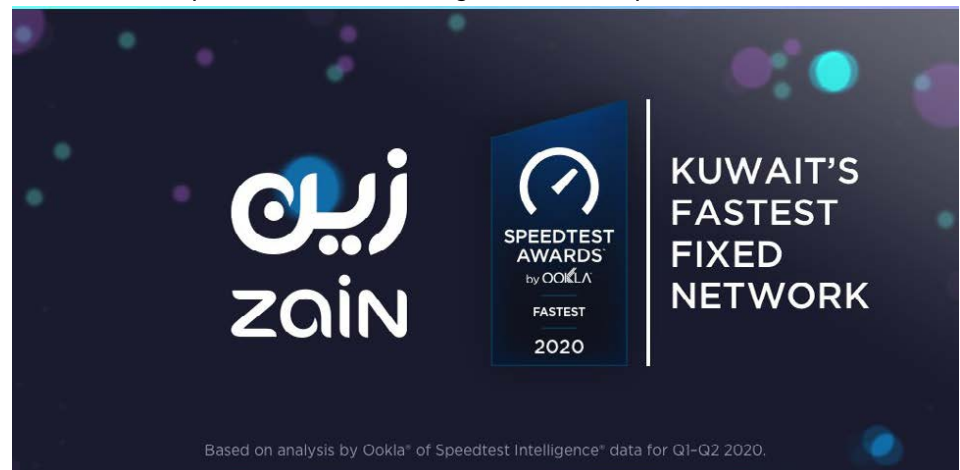 زين
zain
SPEEDTEST
AWARDS™
by OOKLA
FASTEST
2020
KUWAIT’S
FASTEST
FIXED
NETWORK
Based on analysis by Ookla® of Speedtest Intelligence® data for Q1–Q2 2020.